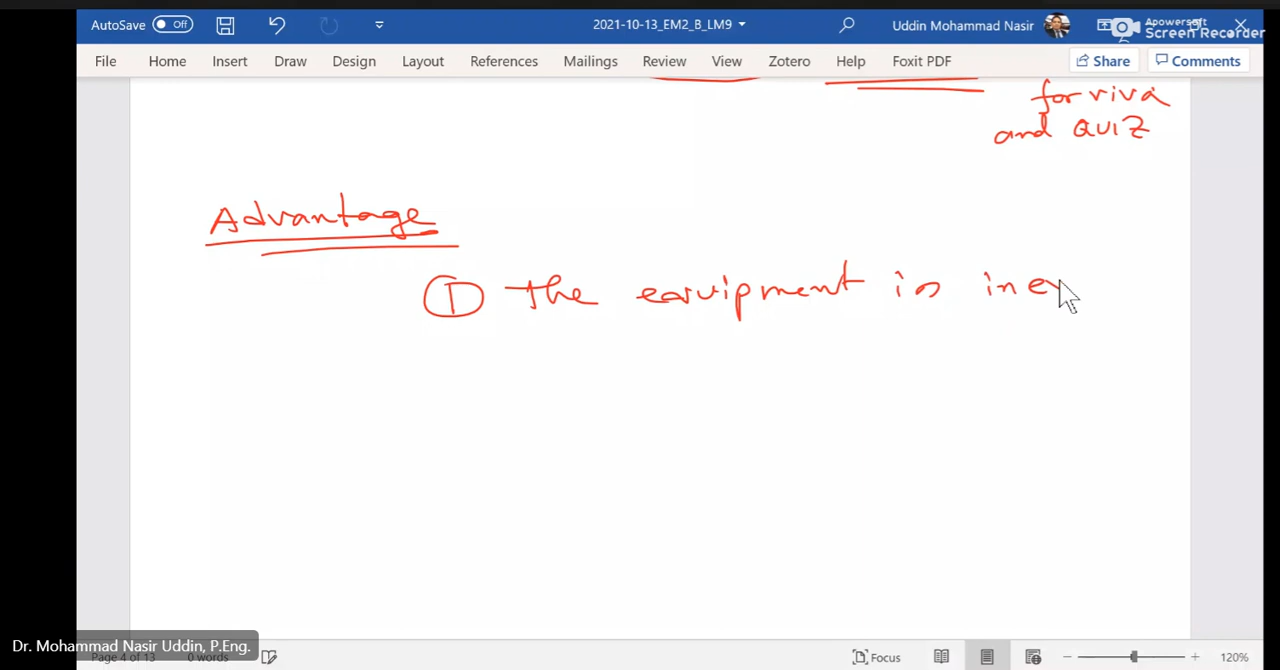 AutoSave Off 2021-10-13_EM2_B_LM9 Uddin Mohammad Nasir Apowersoft
Screen Recorder
File Home Insert Draw Design Layout References Mailings Review View Zotero Help Foxit PDF Share Comments
for viva
and QUIZ
Advantage
① the equipment is inex
Dr. Mohammad Nasir Uddin, P.Eng.
Page 4 of 13 0 words Focus 120%